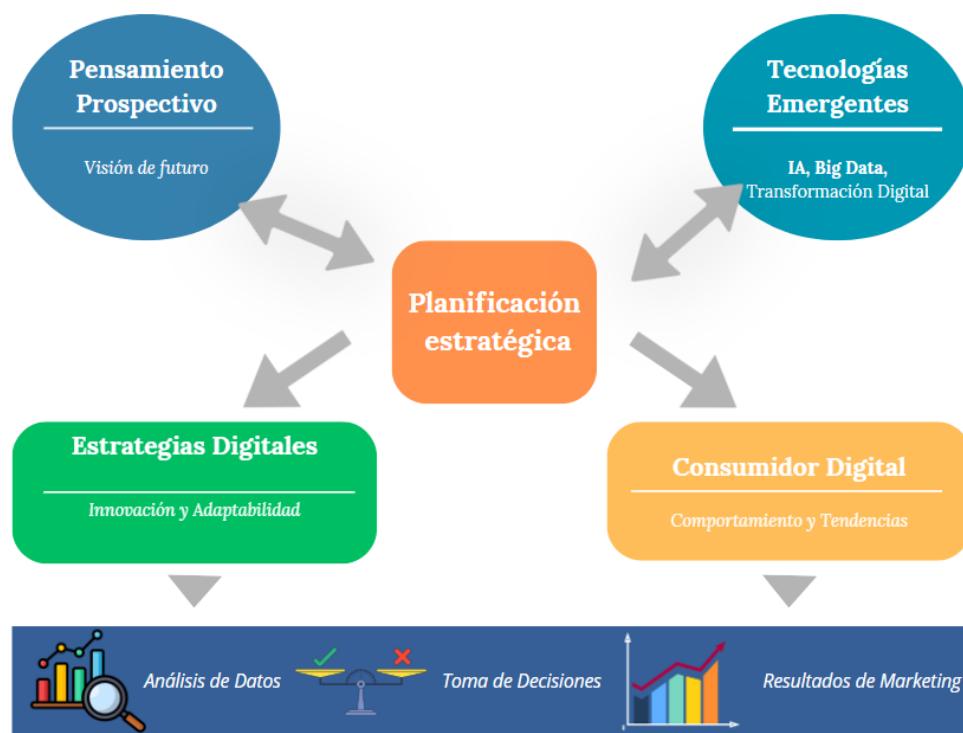 Pensamiento
Prospectivo
Visión de futuro
Tecnologías
Emergentes
IA, Big Data,
Transformación Digital
Planificación
estratégica
Estrategias Digitales
Innovación y Adaptabilidad
Consumidor Digital
Comportamiento y Tendencias
Análisis de Datos
Toma de Decisiones
Resultados de Marketing